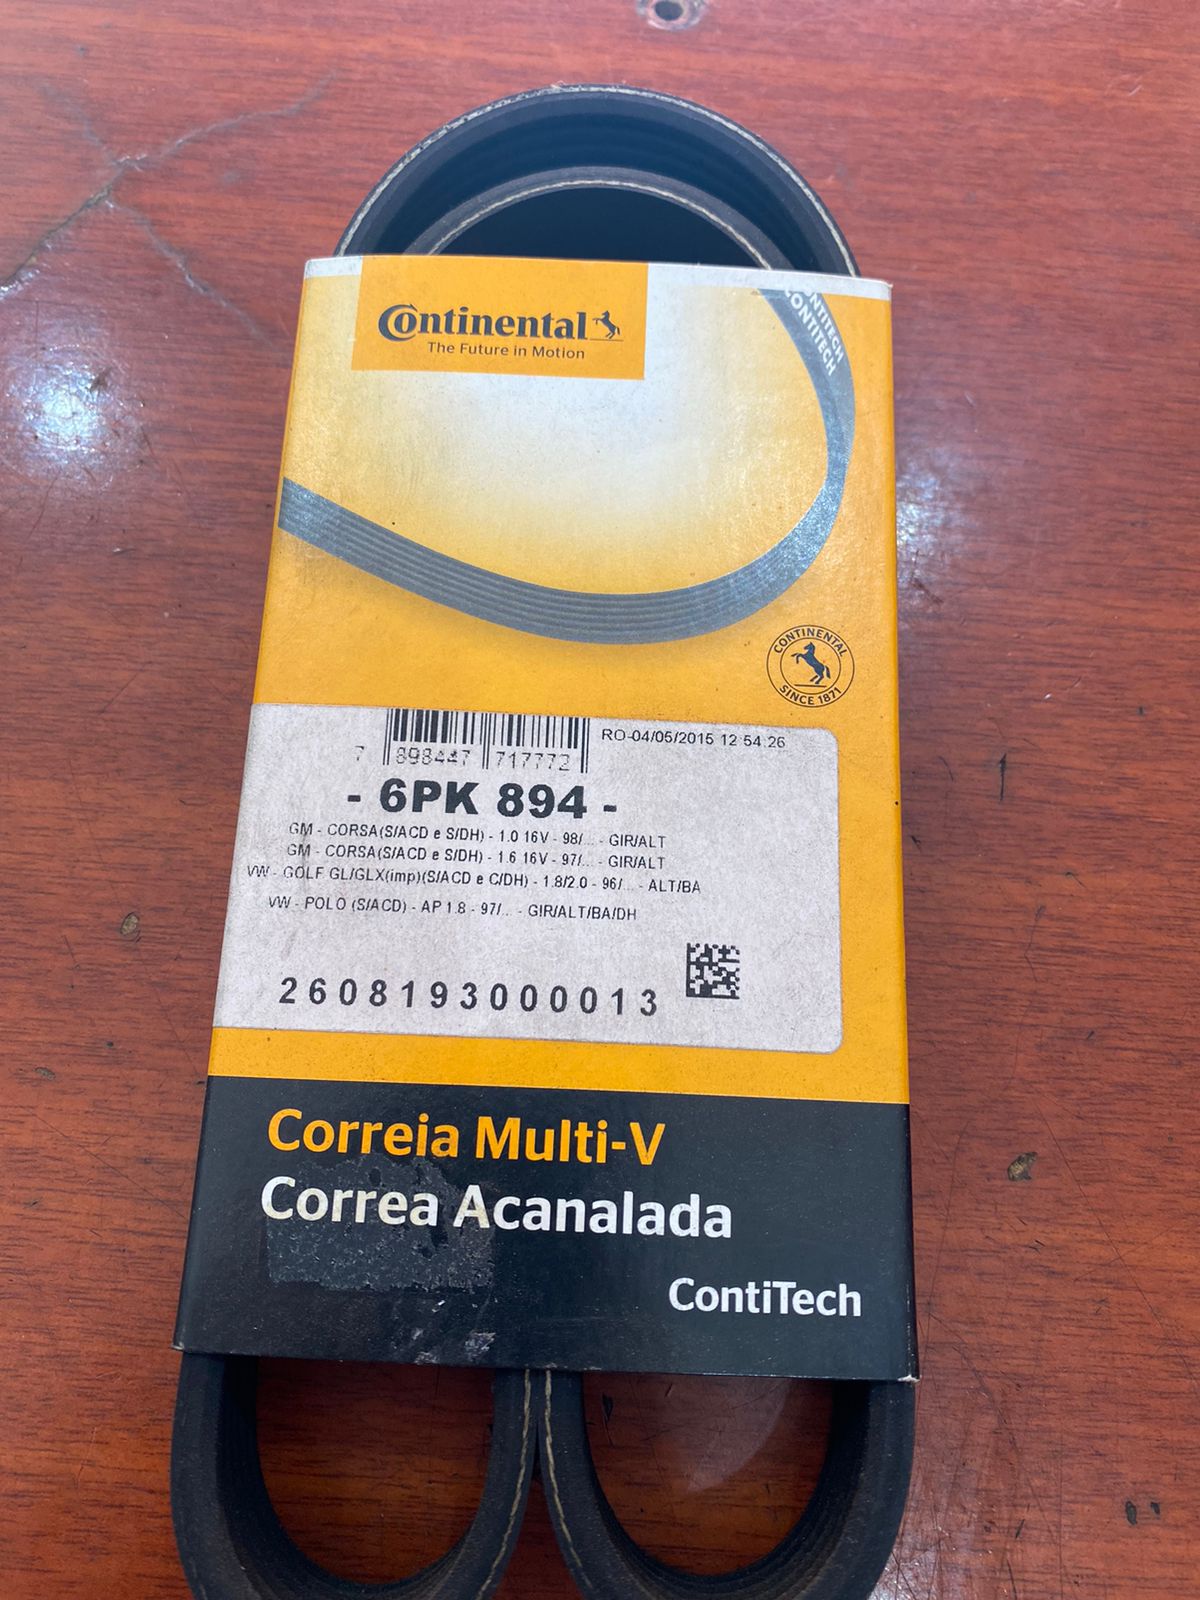 Continental
The Future in Motion
CONTITECH
CONTITECH
CONTINENTAL
SINCE 1871
RO-04/05/2015 12:54:26
7 898447 717772
- 6PK 894 -
GM - CORSA(S/ACD e S/DH) - 1.0 16V - 98/... - GIR/ALT
GM - CORSA(S/ACD e S/DH) - 1.6 16V - 97/... - GIR/ALT
VW - GOLF GL/GLX(imp)(S/ACD e C/DH) - 1.8/2.0 - 96/... - ALT/BA
VW - POLO (S/ACD) - AP 1.8 - 97/... - GIR/ALT/BA/DH
2608193000013
Correia Multi-V
Correa Acanalada
ContiTech